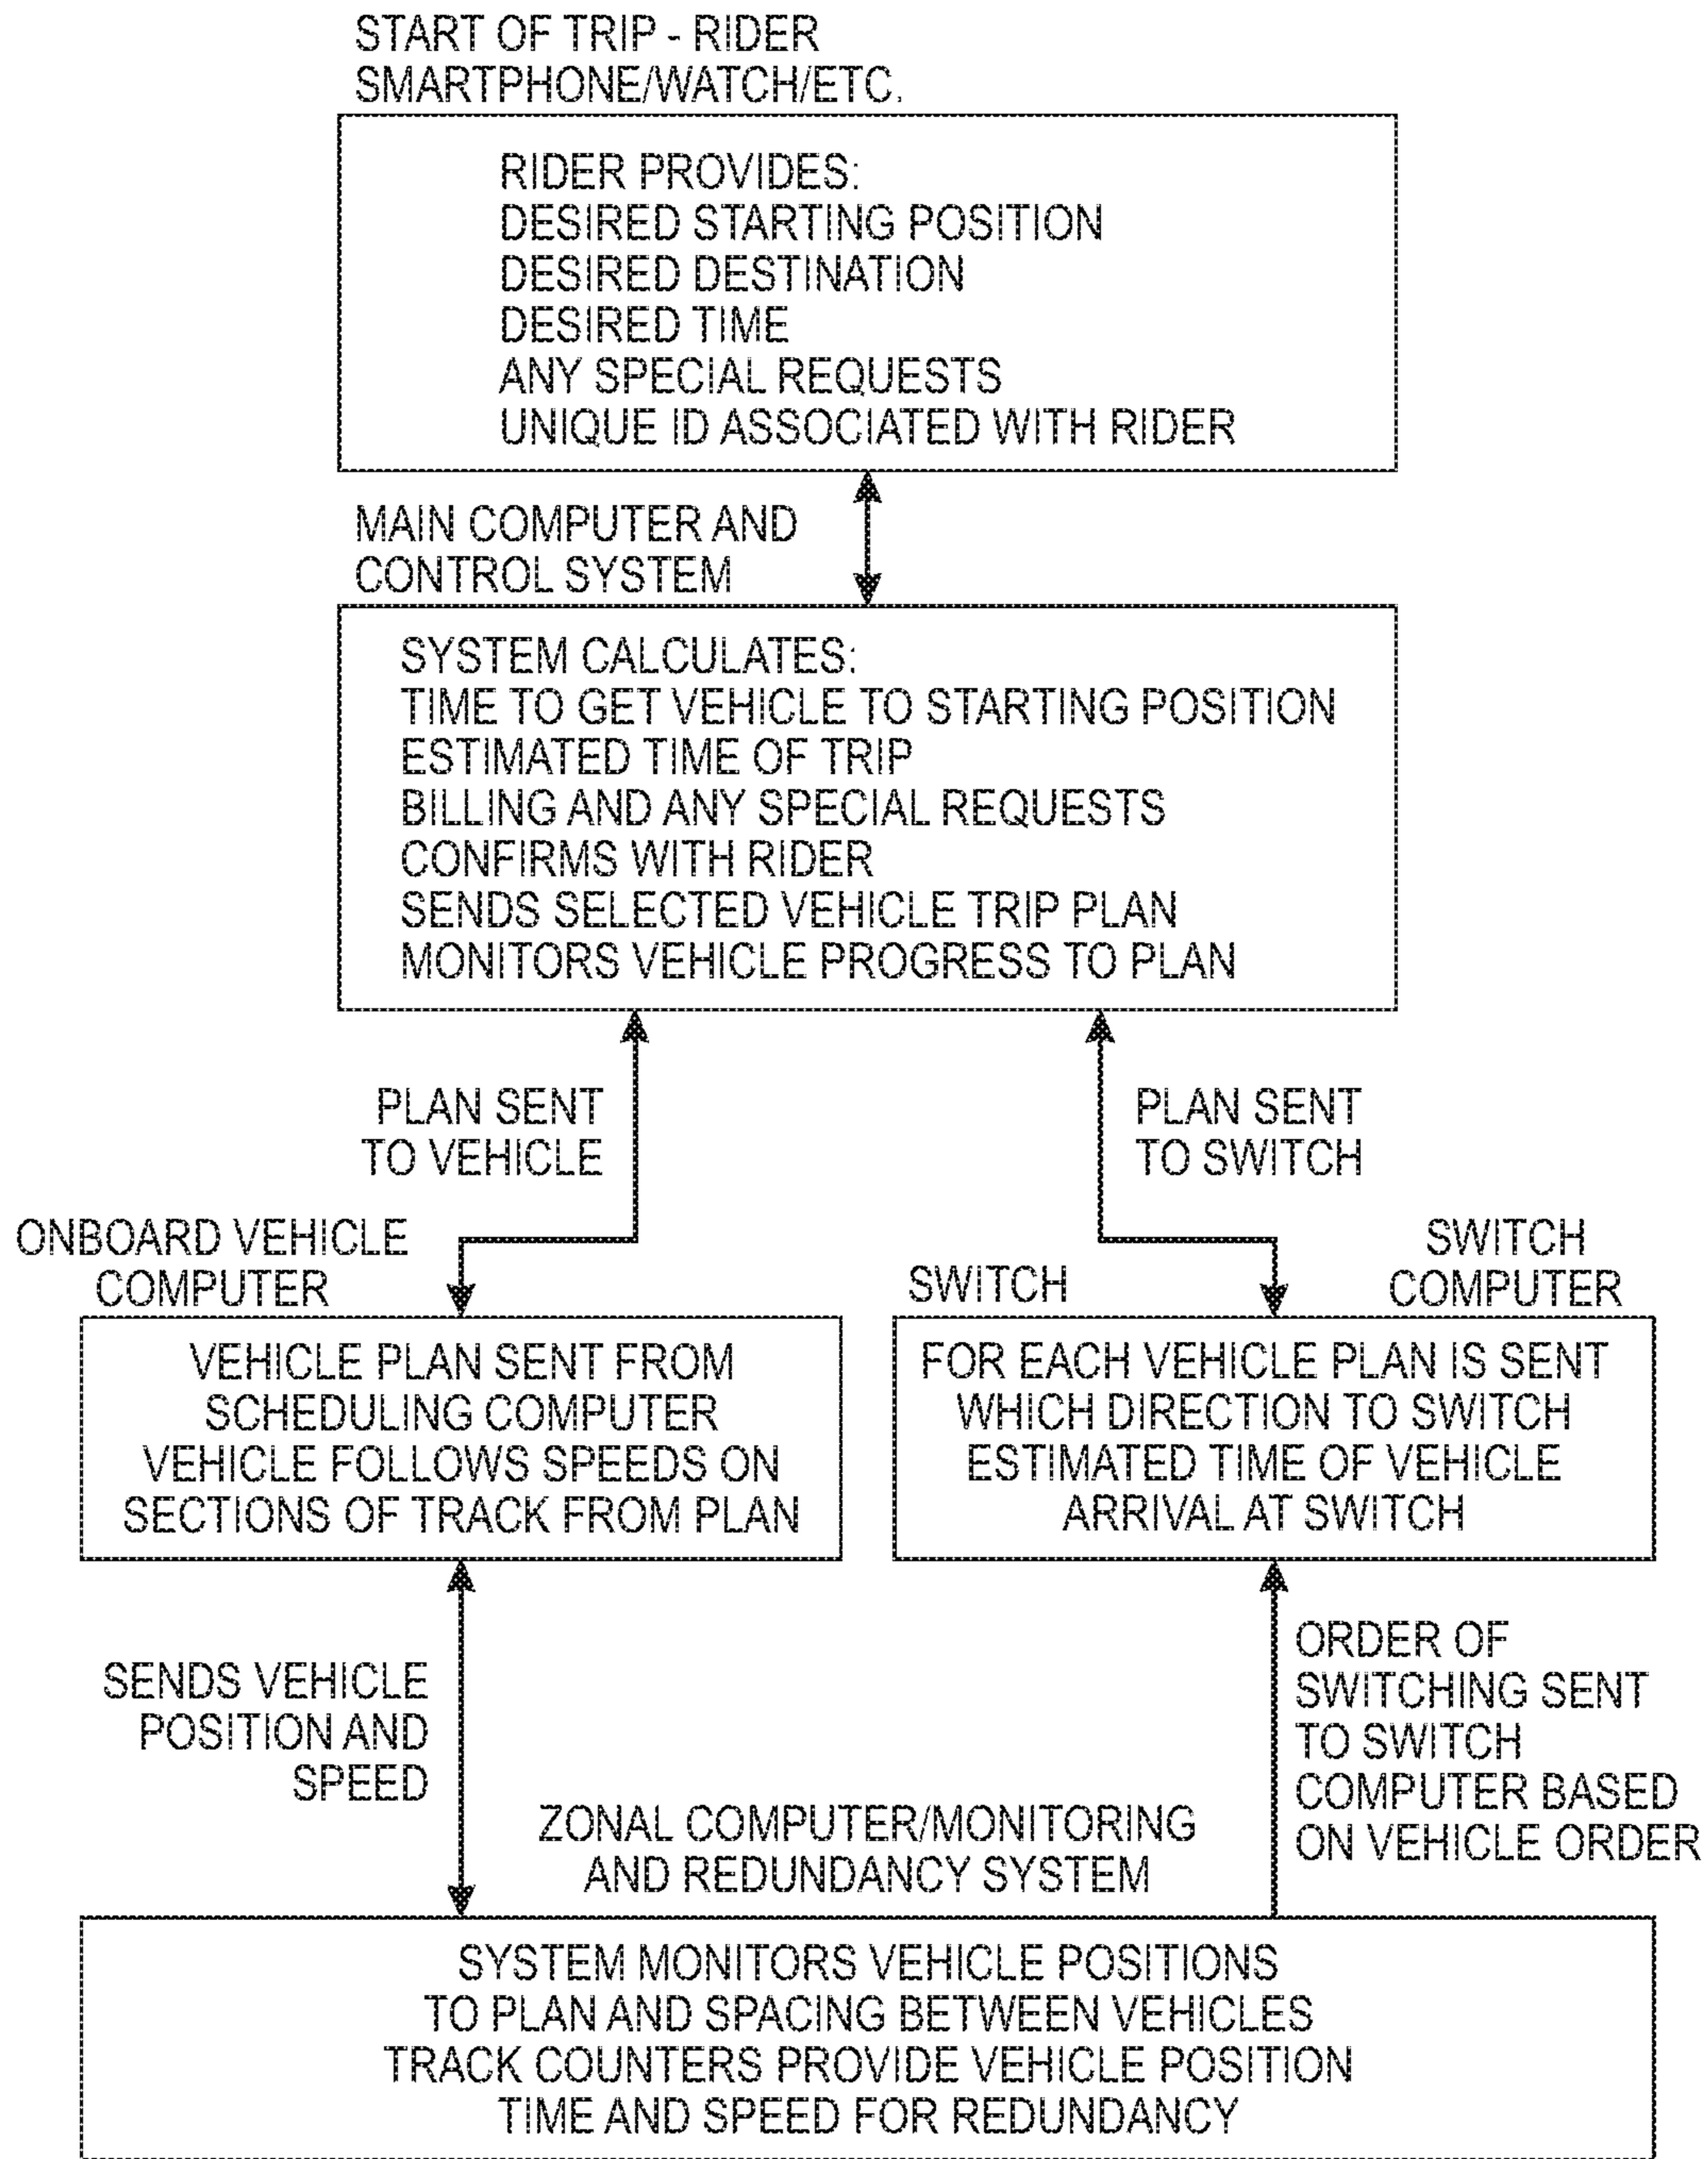 START OF TRIP - RIDER
SMARTPHONE/WATCH/ETC.
RIDER PROVIDES:
DESIRED STARTING POSITION
DESIRED DESTINATION
DESIRED TIME
ANY SPECIAL REQUESTS
UNIQUE ID ASSOCIATED WITH RIDER
MAIN COMPUTER AND
CONTROL SYSTEM
SYSTEM CALCULATES:
TIME TO GET VEHICLE TO STARTING POSITION
ESTIMATED TIME OF TRIP
BILLING AND ANY SPECIAL REQUESTS
CONFIRMS WITH RIDER
SENDS SELECTED VEHICLE TRIP PLAN
MONITORS VEHICLE PROGRESS TO PLAN
PLAN SENT
TO VEHICLE
PLAN SENT
TO SWITCH
ONBOARD VEHICLE
COMPUTER
SWITCH
SWITCH
COMPUTER
VEHICLE PLAN SENT FROM
SCHEDULING COMPUTER
VEHICLE FOLLOWS SPEEDS ON
SECTIONS OF TRACK FROM PLAN
FOR EACH VEHICLE PLAN IS SENT
WHICH DIRECTION TO SWITCH
ESTIMATED TIME OF VEHICLE
ARRIVAL AT SWITCH
SENDS VEHICLE
POSITION AND
SPEED
ORDER OF
SWITCHING SENT
TO SWITCH
COMPUTER BASED
ON VEHICLE ORDER
ZONAL COMPUTER/MONITORING
AND REDUNDANCY SYSTEM
SYSTEM MONITORS VEHICLE POSITIONS
TO PLAN AND SPACING BETWEEN VEHICLES
TRACK COUNTERS PROVIDE VEHICLE POSITION
TIME AND SPEED FOR REDUNDANCY